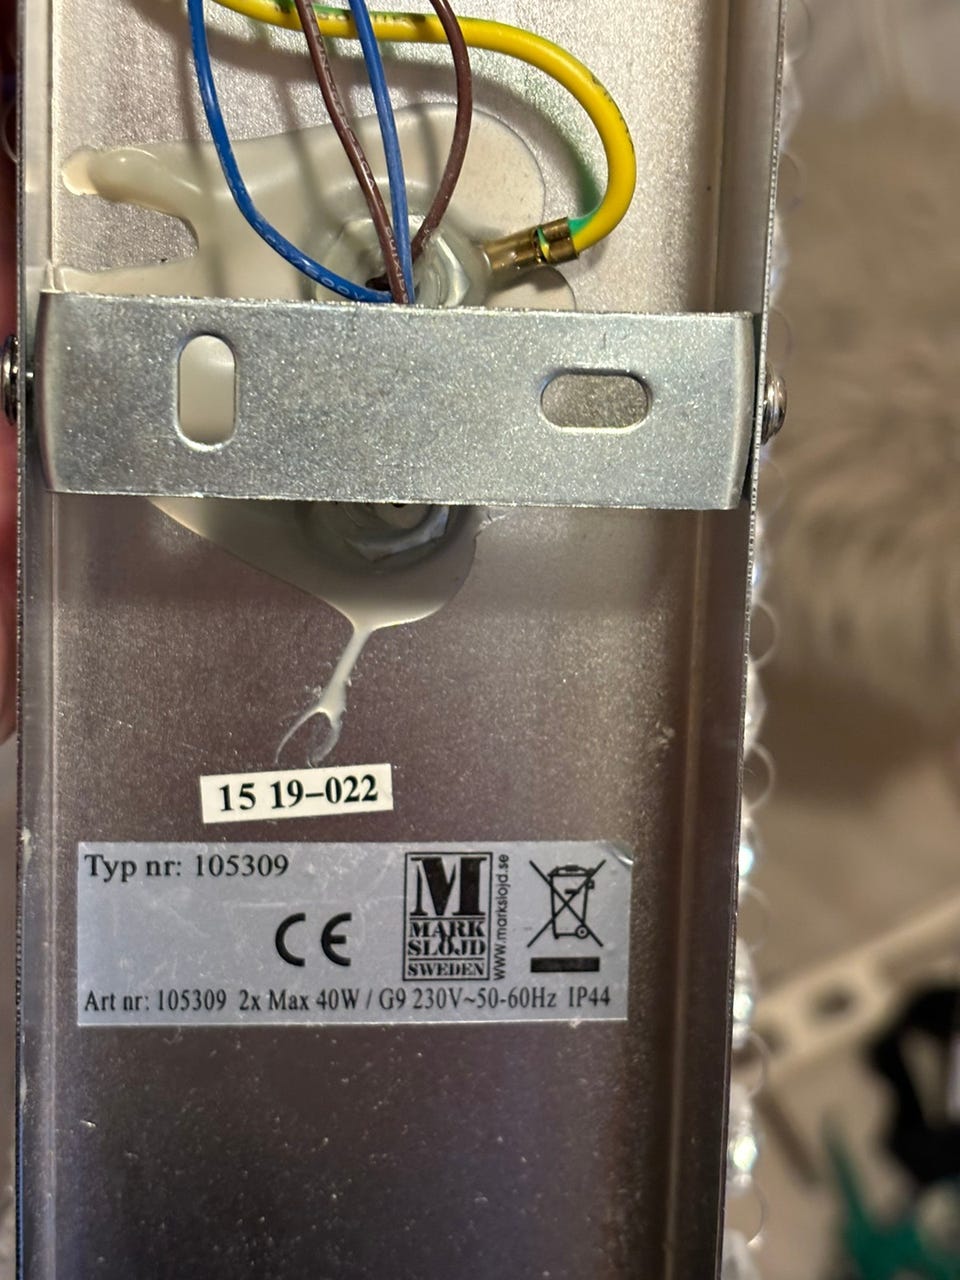 15 19–022
Typ nr: 105309
CE
M
MARK
SLÖJD
SWEDEN
www.markslojd.se
Art nr: 105309 2x Max 40W / G9 230V~50-60Hz IP44